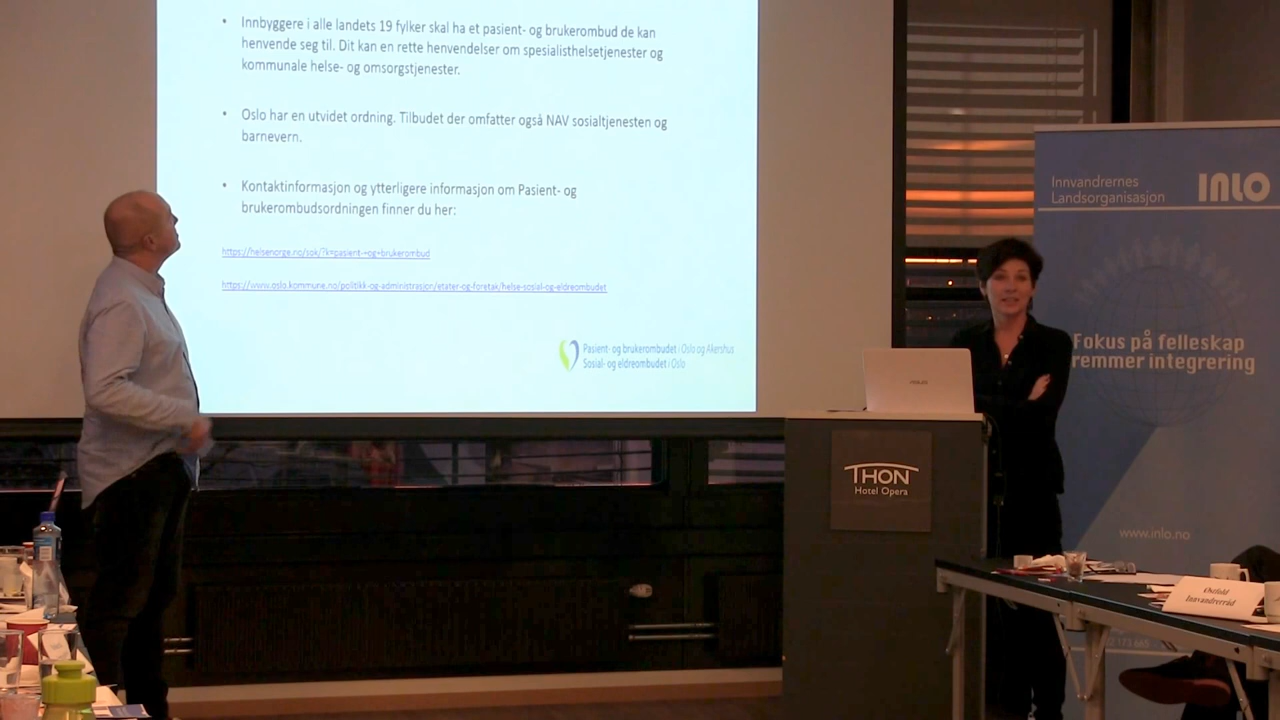 • Innbyggere i alle landets 19 fylker skal ha et pasient- og brukerombud de kan
henvende seg til. Dit kan en rette henvendelser om spesialisthelsetjenester og
kommunale helse- og omsorgstjenester.
• Oslo har en utvidet ordning. Tilbudet der omfatter også NAV sosialtjenesten og
barnevern.
• Kontaktinformasjon og ytterligere informasjon om Pasient- og
brukerombudsordningen finner du her:
https://helsenorge.no/sok/?k=pasient-+og+brukerombud
https://www.oslo.kommune.no/politikk-og-administrasjon/etater-og-foretak/helse-sosial-og-eldreombudet
Pasient- og brukerombudet i Oslo og Akershus
Sosial- og eldreombudet i Oslo
Innvandrernes
Landsorganisasjon
INLO
Fokus på felleskap
remmer integrering
www.inlo.no
ASUS
THON
Hotel Opera
Østfold
Innvandrerråd